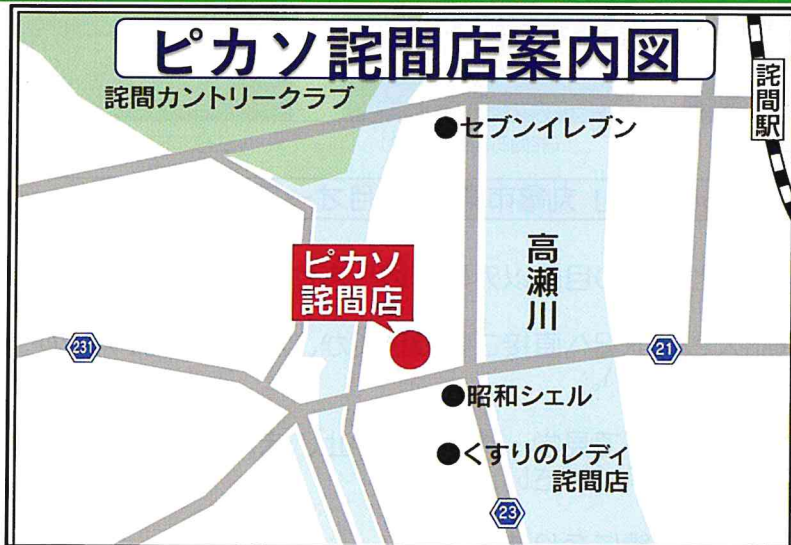 ピカソ詫間店案内図
詫間カントリークラブ
詫間駅
セブンイレブン
高瀬川
ピカソ
詫間店
231
21
昭和シェル
くすりのレディ
詫間店
23